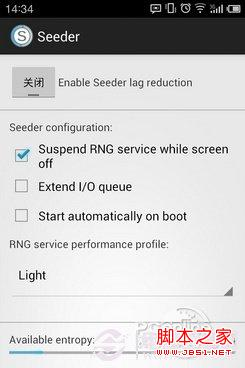 14:34
S Seeder
关闭 Enable Seeder lag reduction
Seeder configuration:
Suspend RNG service while screen
off
Extend I/O queue
Start automatically on boot
RNG service performance profile:
Light
Available entropy:
脚本之家
www.JB51.NET